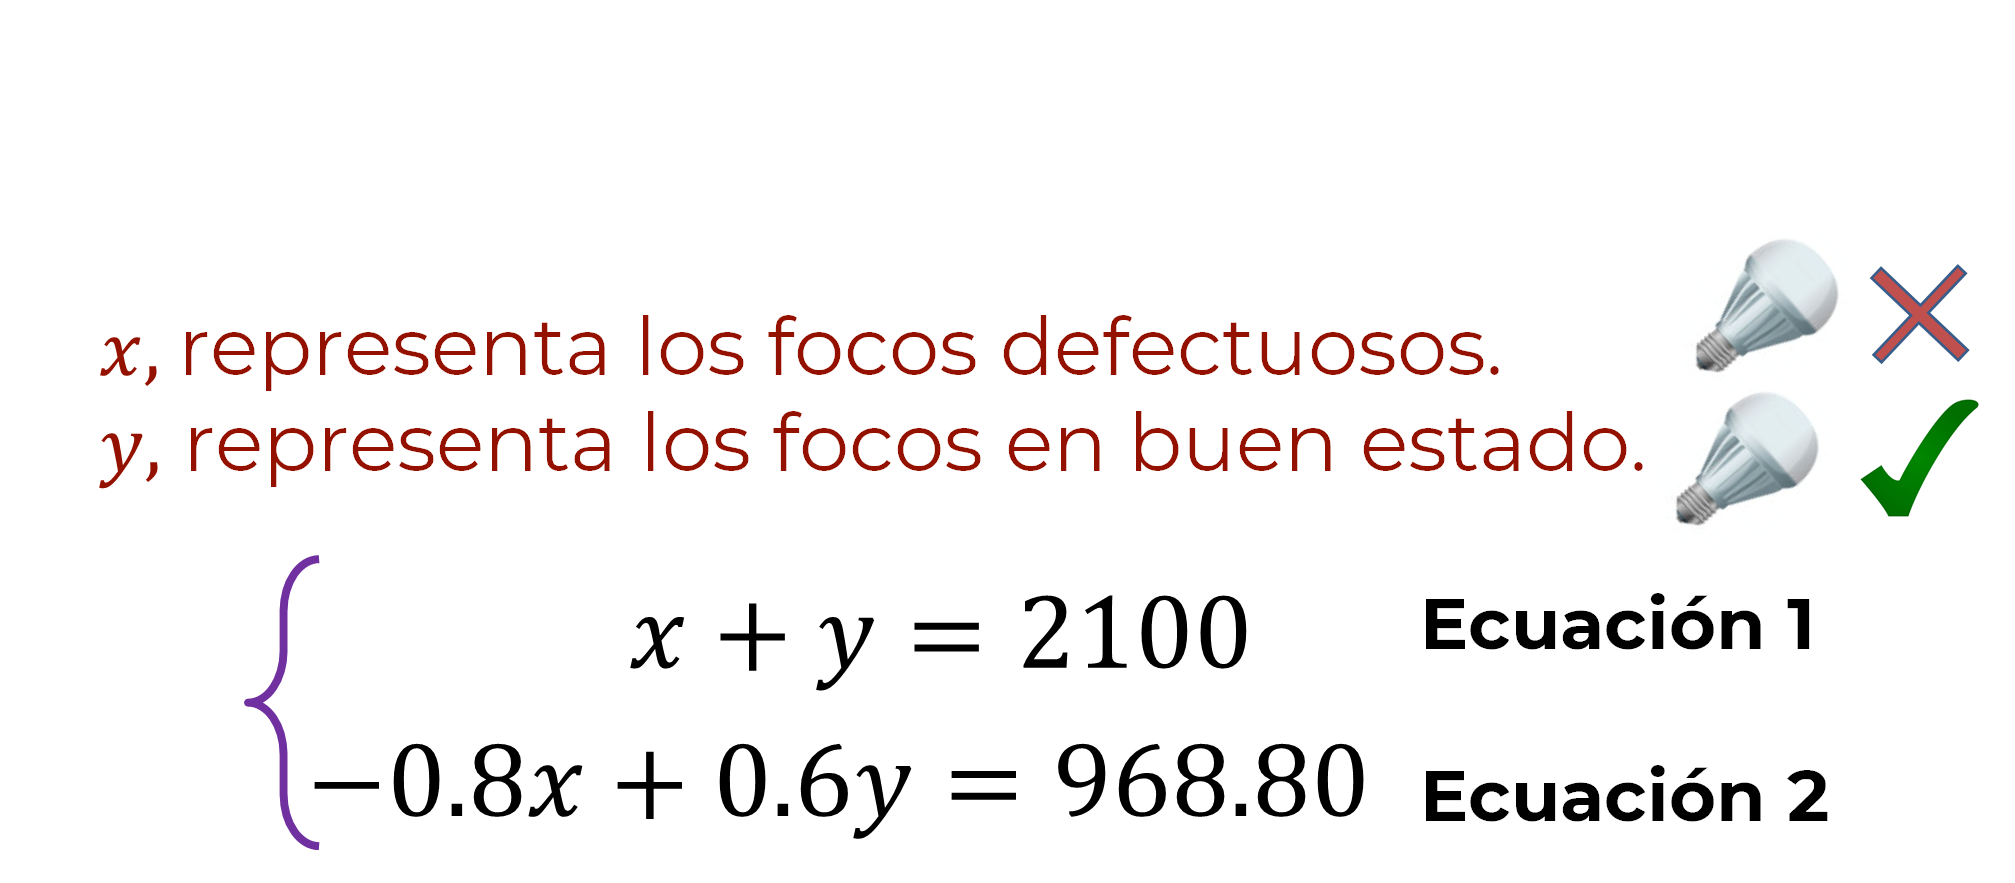 x, representa los focos defectuosos.
y, representa los focos en buen estado.
x + y = 2100 Ecuación 1
−0.8x + 0.6y = 968.80 Ecuación 2